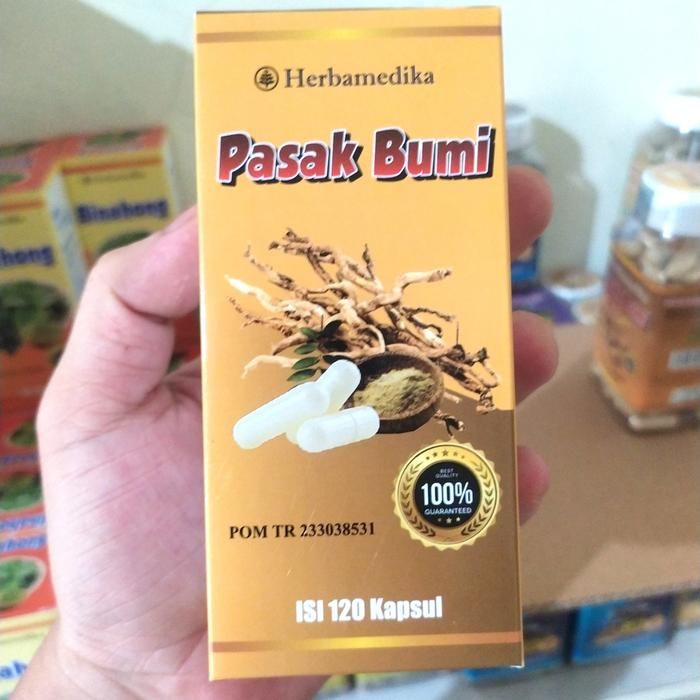 Herbamedika
Pasak Bumi
BEST
QUALITY
100%
GUARANTEED
POM TR 233038531
ISI 120 Kapsul
Binahong